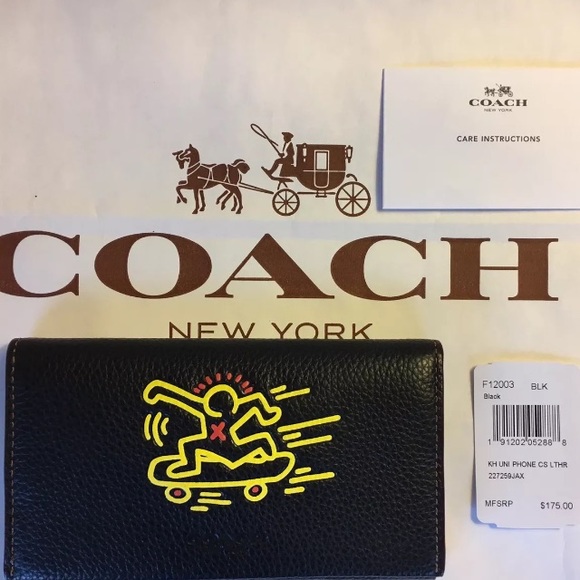 COACH
NEW YORK
CARE INSTRUCTIONS
COACH
NEW YORK
X
F12003 BLK
Black
1 91202 05288 8
KH UNI PHONE CS LTHR
227259JAX
MFSRP $175.00